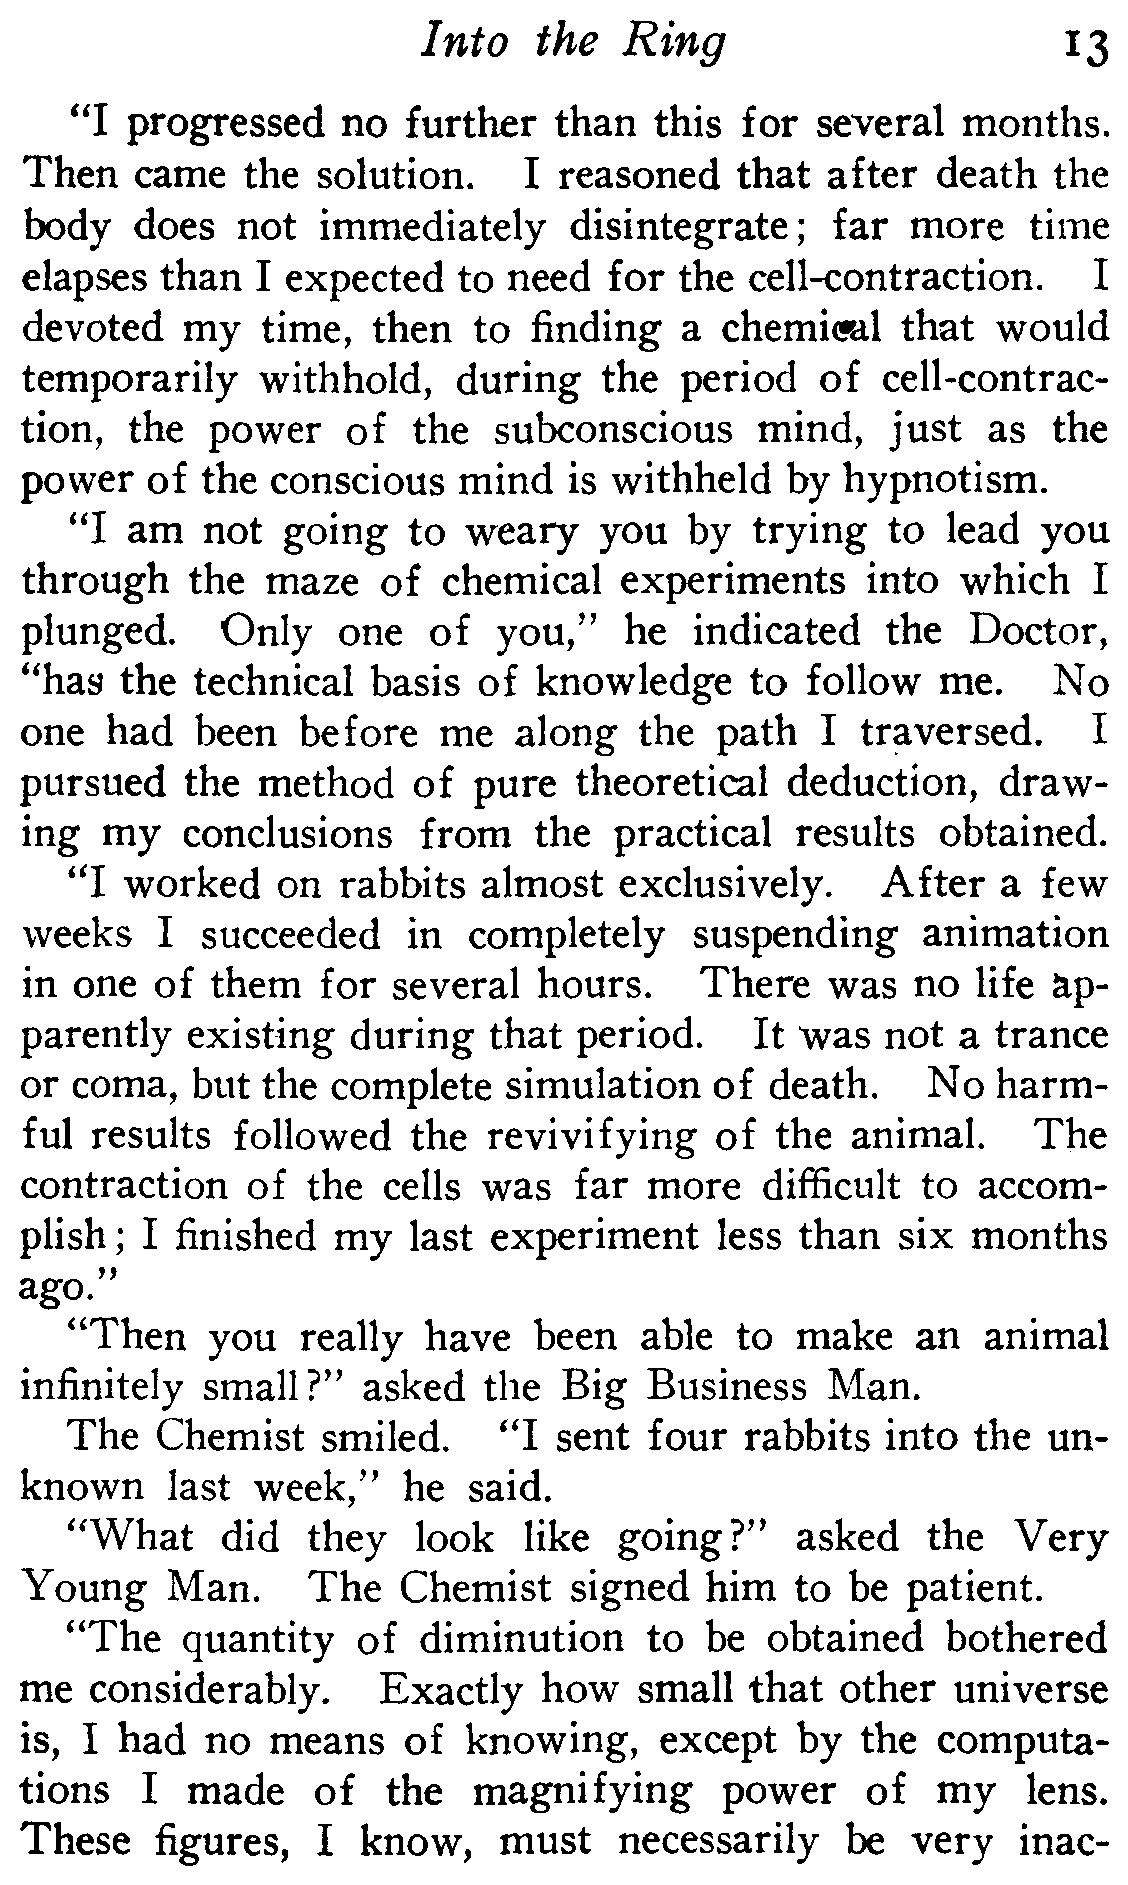 Into the Ring 13
“I progressed no further than this for several months.
Then came the solution. I reasoned that after death the
body does not immediately disintegrate; far more time
elapses than I expected to need for the cell-contraction. I
devoted my time, then to finding a chemical that would
temporarily withhold, during the period of cell-contrac-
tion, the power of the subconscious mind, just as the
power of the conscious mind is withheld by hypnotism.
“I am not going to weary you by trying to lead you
through the maze of chemical experiments into which I
plunged. Only one of you,” he indicated the Doctor,
“has the technical basis of knowledge to follow me. No
one had been before me along the path I traversed. I
pursued the method of pure theoretical deduction, draw-
ing my conclusions from the practical results obtained.
“I worked on rabbits almost exclusively. After a few
weeks I succeeded in completely suspending animation
in one of them for several hours. There was no life ap-
parently existing during that period. It was not a trance
or coma, but the complete simulation of death. No harm-
ful results followed the revivifying of the animal. The
contraction of the cells was far more difficult to accom-
plish; I finished my last experiment less than six months
ago.”
“Then you really have been able to make an animal
infinitely small?” asked the Big Business Man.
The Chemist smiled. “I sent four rabbits into the un-
known last week,” he said.
“What did they look like going?” asked the Very
Young Man. The Chemist signed him to be patient.
“The quantity of diminution to be obtained bothered
me considerably. Exactly how small that other universe
is, I had no means of knowing, except by the computa-
tions I made of the magnifying power of my lens.
These figures, I know, must necessarily be very inac-